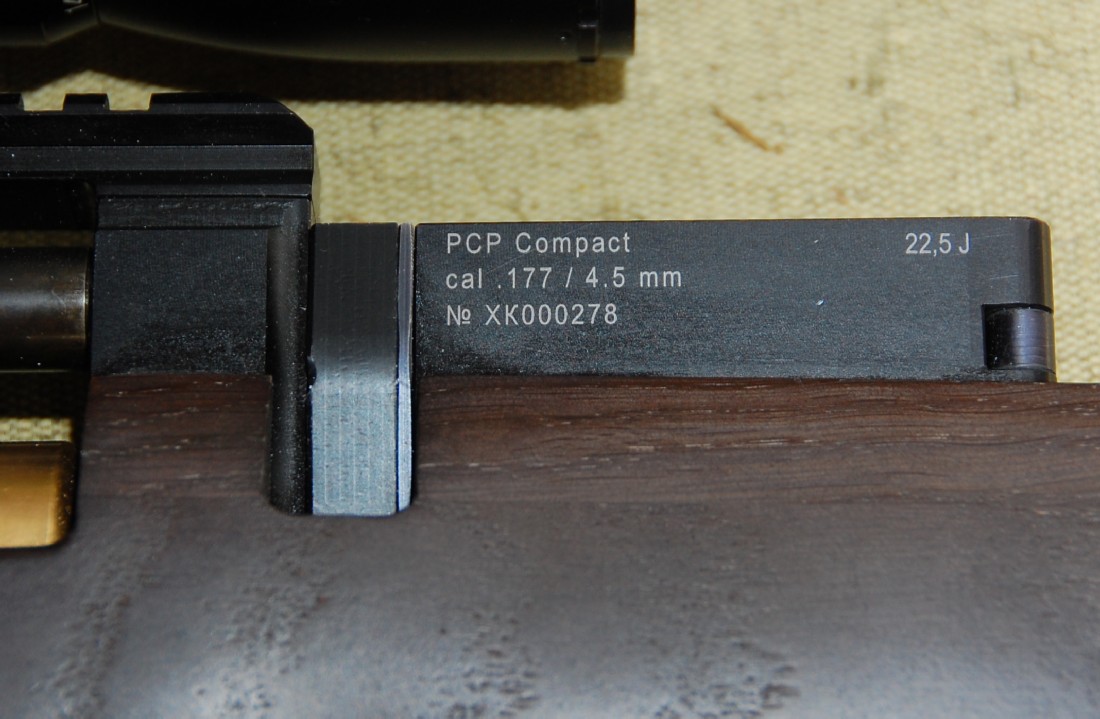 PCP Compact 22,5 J
cal .177 / 4.5 mm
№ XK000278